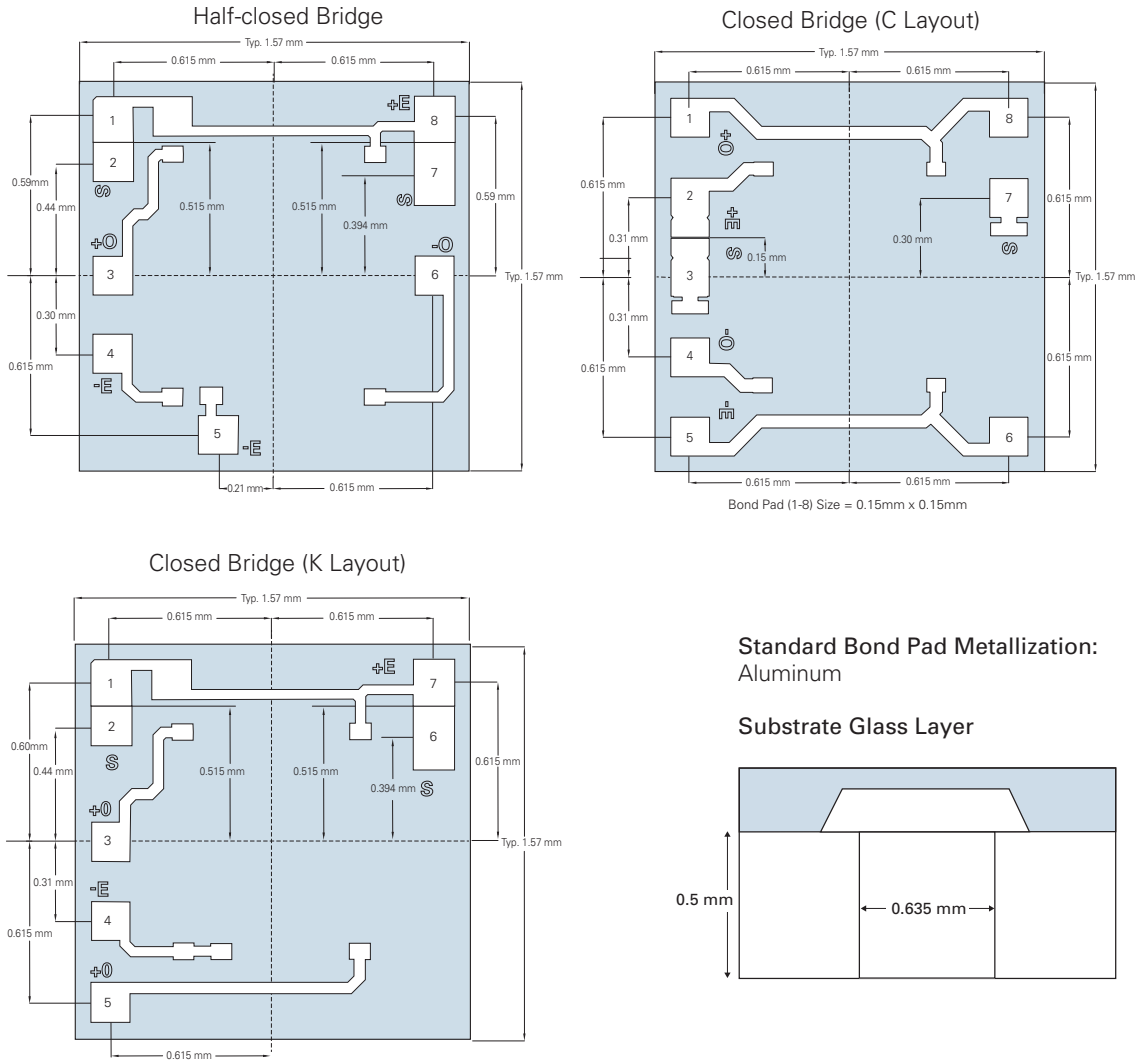 Half-closed Bridge
Typ. 1.57 mm
0.615 mm
0.615 mm
1
+E
8
2
7
S
S
0.59mm
0.44 mm
0.515 mm
0.515 mm
0.394 mm
0.59 mm
+O
-O
3
6
Typ. 1.57 mm
0.30 mm
0.615 mm
4
-E
5
-E
0.21 mm
0.615 mm
Closed Bridge (C Layout)
Typ. 1.57 mm
0.615 mm
0.615 mm
1
8
+O
0.615 mm
2
7
+E
0.31 mm
S
0.15 mm
0.30 mm
S
0.615 mm
3
Typ. 1.57 mm
0.31 mm
0.615 mm
-O
4
0.615 mm
-E
5
6
0.615 mm
0.615 mm
Bond Pad (1-8) Size = 0.15mm x 0.15mm
Closed Bridge (K Layout)
Typ. 1.57 mm
0.615 mm
0.615 mm
1
+E
7
2
6
S
S
0.60mm
0.44 mm
0.515 mm
0.515 mm
0.394 mm
0.615 mm
+0
3
Typ. 1.57 mm
0.31 mm
-E
4
0.615 mm
+0
5
0.615 mm
Standard Bond Pad Metallization:
Aluminum
Substrate Glass Layer
0.5 mm
0.635 mm